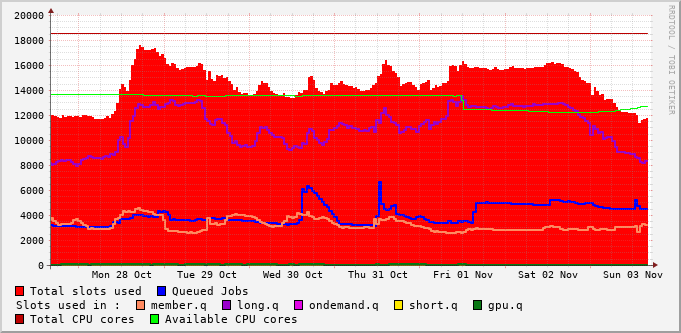 20000
18000
16000
14000
12000
10000
8000
6000
4000
2000
0
Mon 28 Oct Tue 29 Oct Wed 30 Oct Thu 31 Oct Fri 01 Nov Sat 02 Nov Sun 03 Nov
Total slots used Queued Jobs
Slots used in : member.q long.q ondemand.q short.q gpu.q
Total CPU cores Available CPU cores
RRDTOOL / TOBI OETIKER